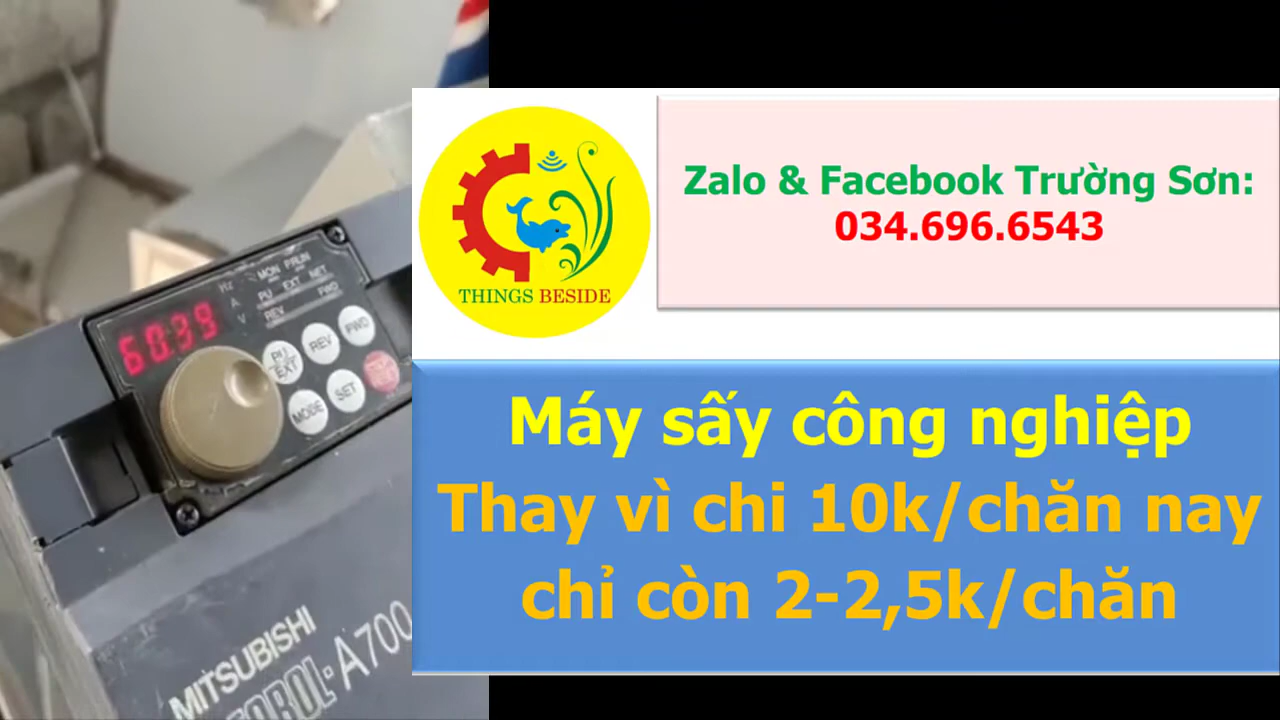 Zalo & Facebook Trường Sơn:
034.696.6543
THINGS BESIDE
Máy sấy công nghiệp
Thay vì chi 10k/chăn nay
chỉ còn 2-2,5k/chăn
60.39
Hz
A
V
MON PRUN
PU EXT NET
REV FWD
PU
EXT
REV
FWD
MODE
SET
MITSUBISHI
A700